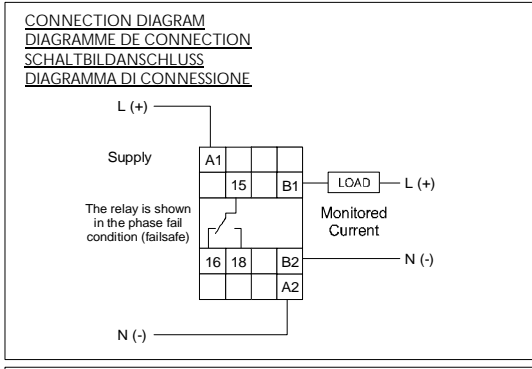 CONNECTION DIAGRAM
DIAGRAMME DE CONNECTION
SCHALTBILDANSCHLUSS
DIAGRAMMA DI CONNESSIONE
L (+)
Supply
A1
15
B1
LOAD
L (+)
The relay is shown
in the phase fail
condition (failsafe)
Monitored
Current
16
18
B2
N (-)
A2
N (-)